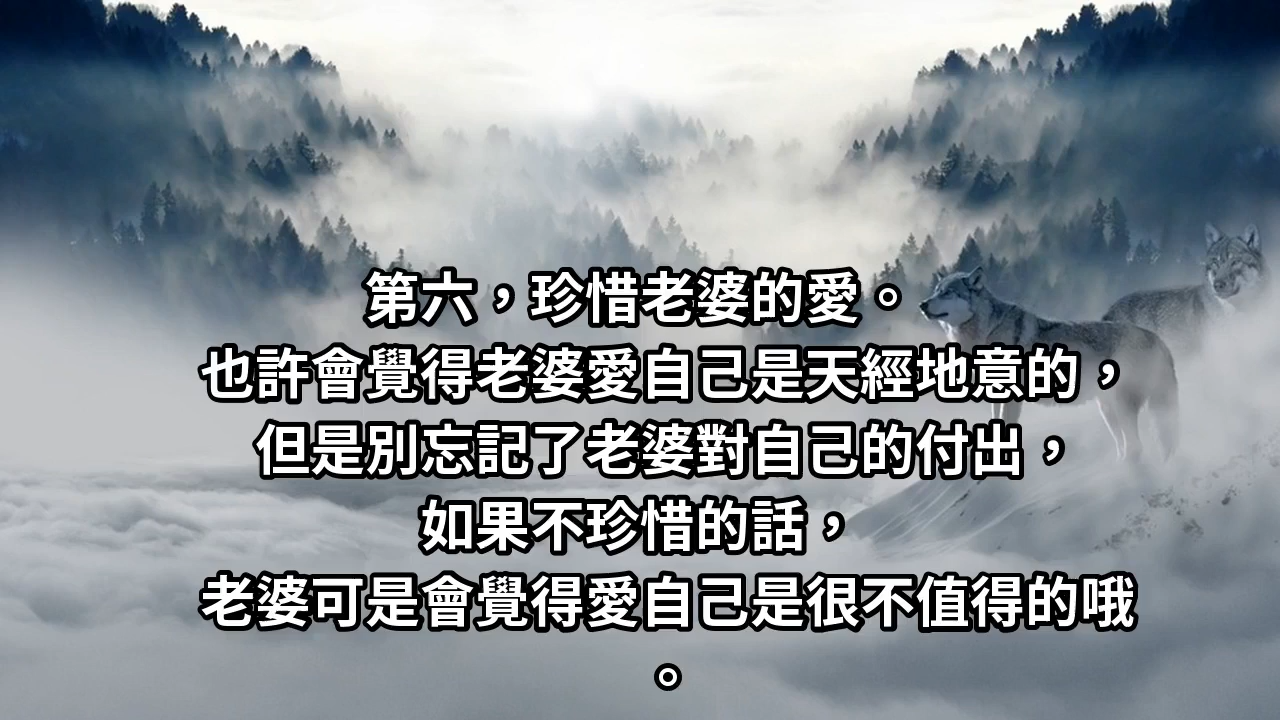 第六，珍惜老婆的愛。
也許會覺得老婆愛自己是天經地意的，
但是別忘記了老婆對自己的付出，
如果不珍惜的話，
老婆可是會覺得愛自己是很不值得的哦
。